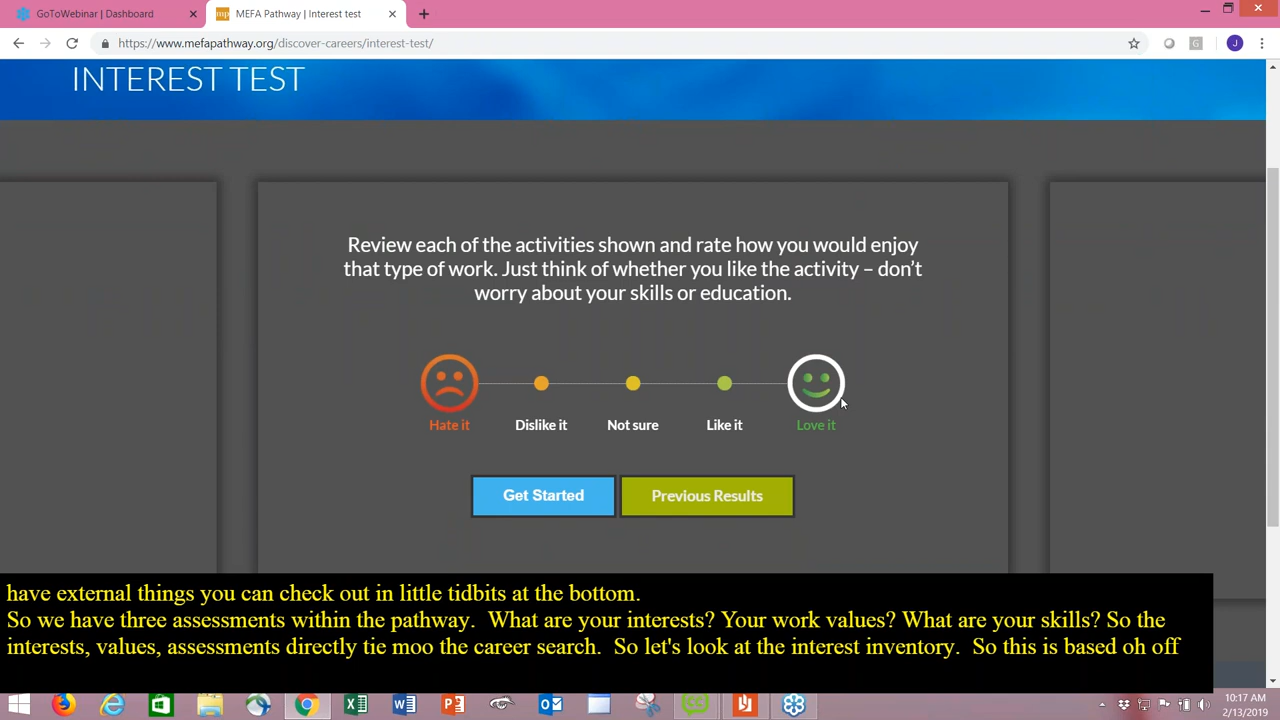 GoToWebinar | Dashboard
MEFA Pathway | Interest test
https://www.mefapathway.org/discover-careers/interest-test/
G
J
INTEREST TEST
Review each of the activities shown and rate how you would enjoy
that type of work. Just think of whether you like the activity – don't
worry about your skills or education.
Hate it
Dislike it
Not sure
Like it
Love it
Get Started
Previous Results
have external things you can check out in little tidbits at the bottom.
So we have three assessments within the pathway. What are your interests? Your work values? What are your skills? So the
interests, values, assessments directly tie moo the career search. So let's look at the interest inventory. So this is based oh off
10:17 AM
2/13/2019